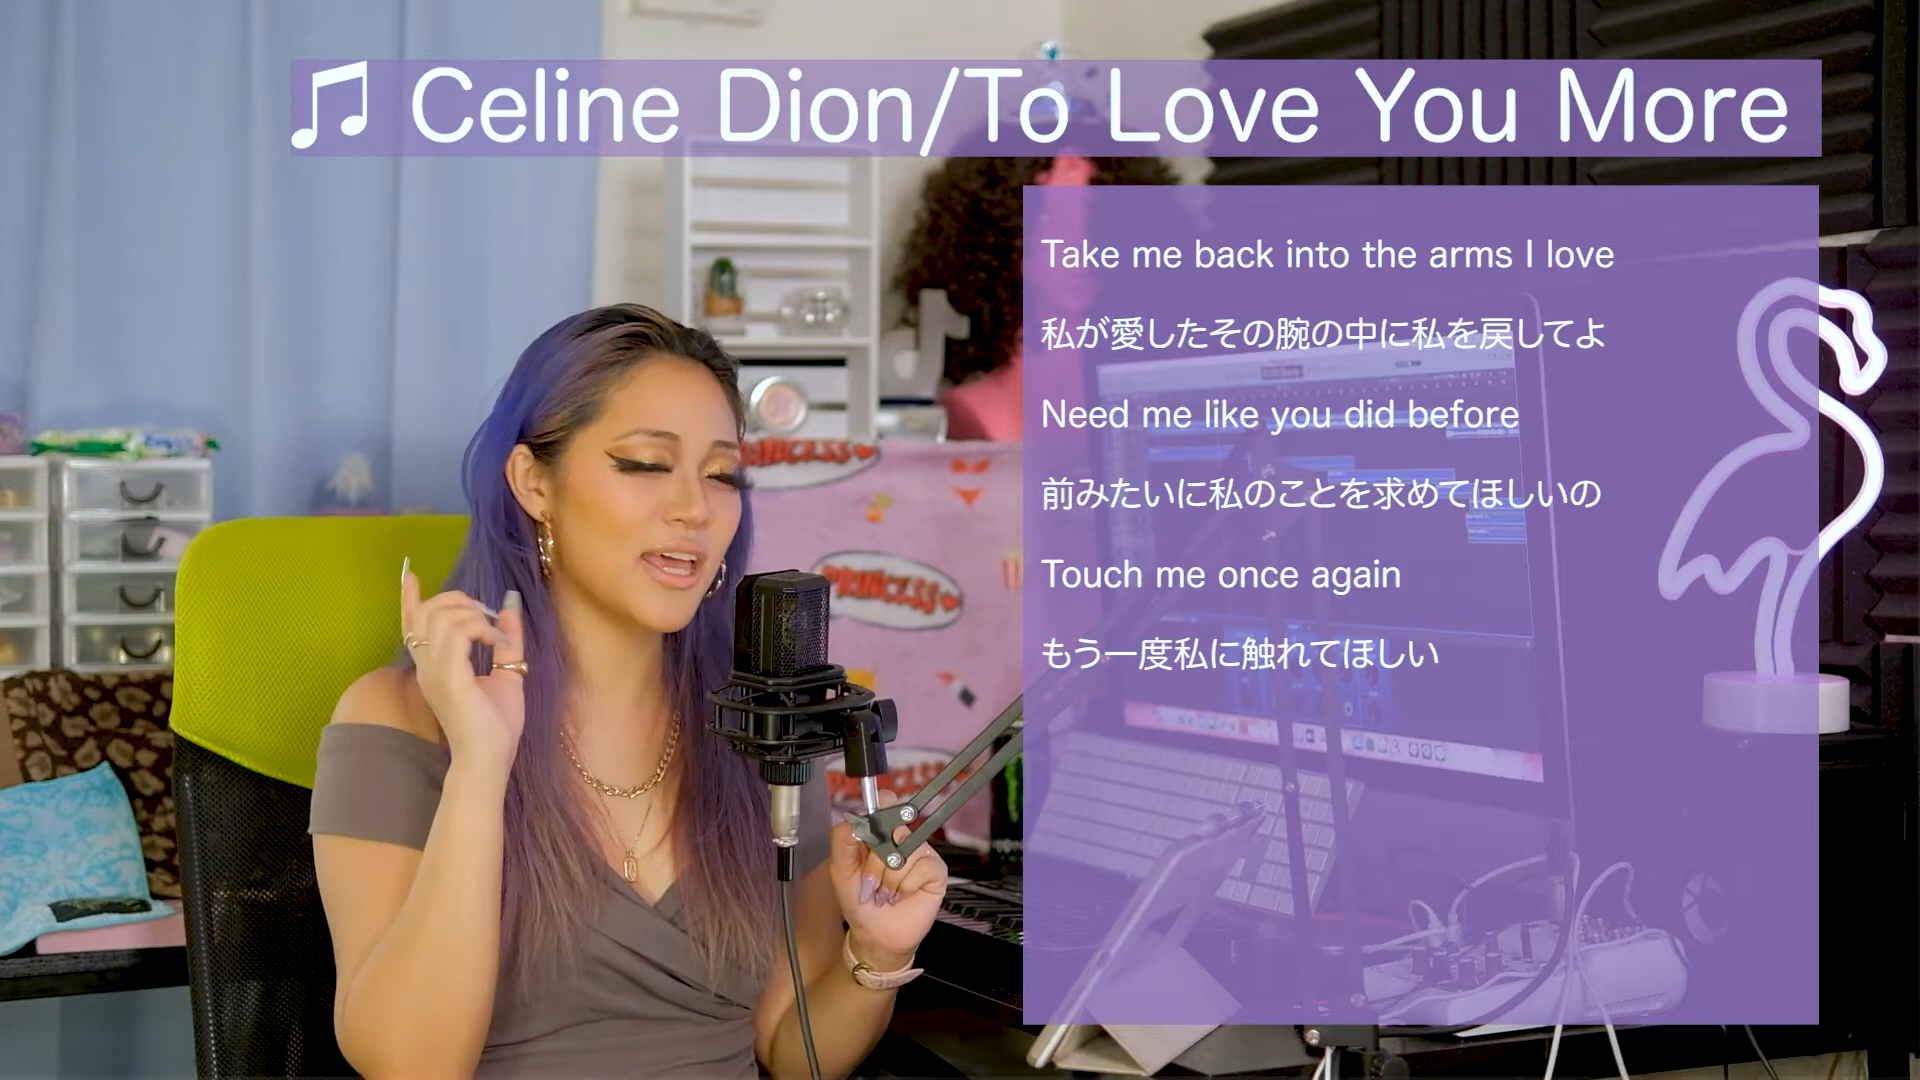 ♫ Celine Dion/To Love You More
Take me back into the arms I love
私が愛したその腕の中に私を戻してよ
Need me like you did before
前みたいに私のことを求めてほしいの
Touch me once again
もう一度私に触れてほしい
PRINCESS
PRINCESS
PRINCESS